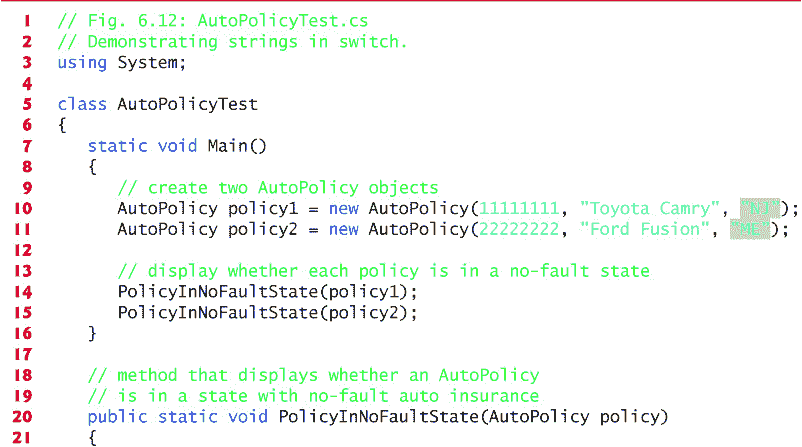 1 // Fig. 6.12: AutoPolicyTest.cs
2 // Demonstrating strings in switch.
3 using System;
4
5 class AutoPolicyTest
6 {
7 static void Main()
8 {
9 // create two AutoPolicy objects
10 AutoPolicy policy1 = new AutoPolicy(11111111, "Toyota Camry", "NJ");
11 AutoPolicy policy2 = new AutoPolicy(22222222, "Ford Fusion", "ME");
12
13 // display whether each policy is in a no-fault state
14 PolicyInNoFaultState(policy1);
15 PolicyInNoFaultState(policy2);
16 }
17
18 // method that displays whether an AutoPolicy
19 // is in a state with no-fault auto insurance
20 public static void PolicyInNoFaultState(AutoPolicy policy)
21 {